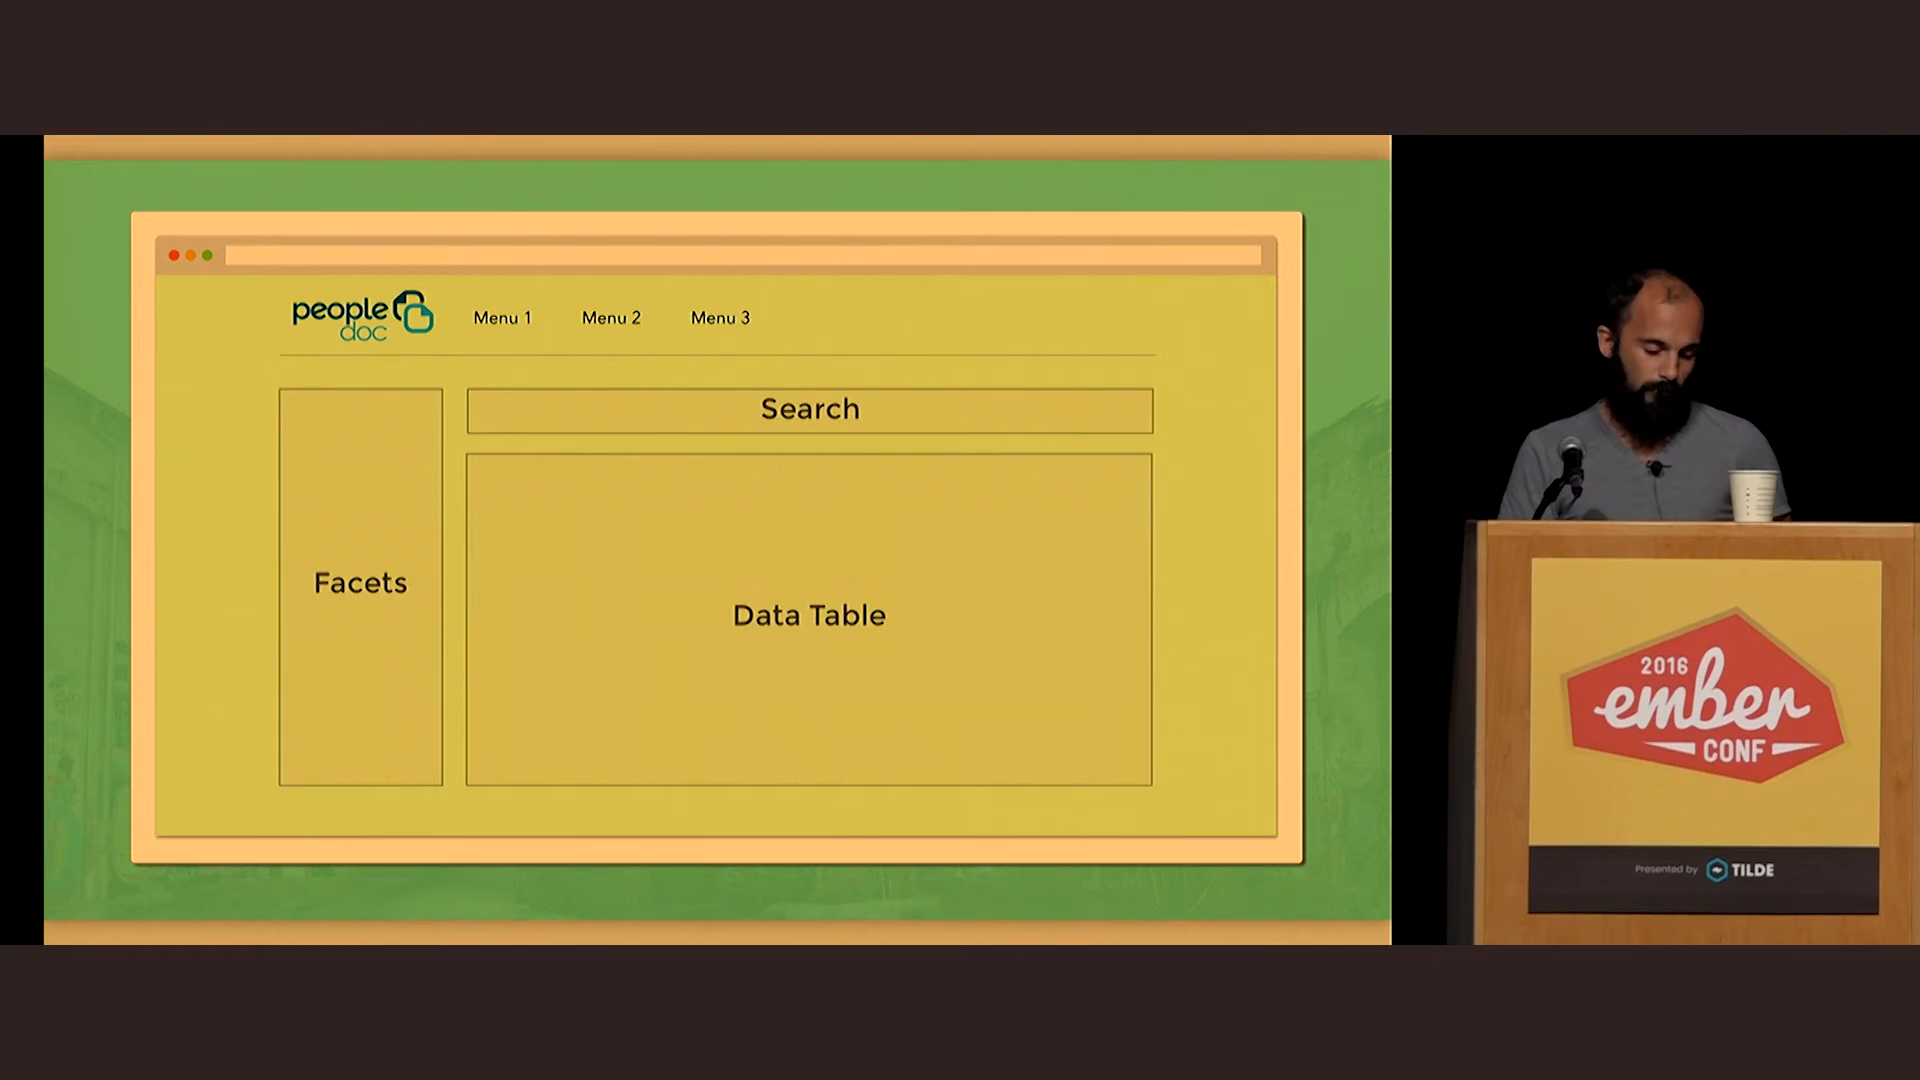 people
doc
Menu 1
Menu 2
Menu 3
Search
Facets
Data Table
2016
ember
CONF
Presented by TILDE